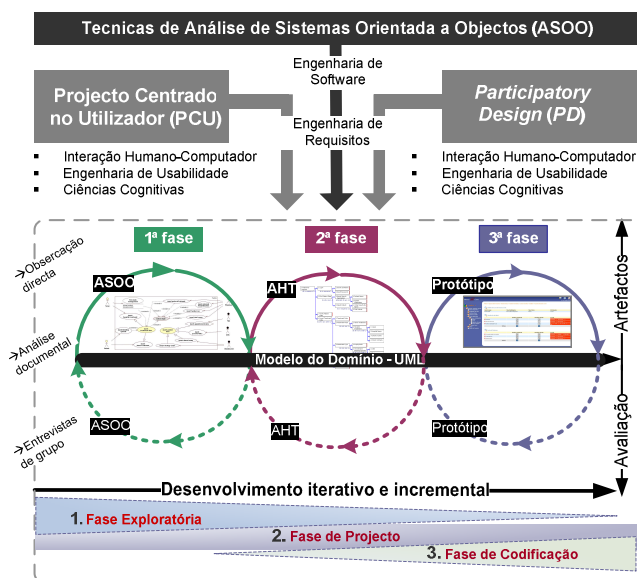 Tecnicas de Análise de Sistemas Orientada a Objectos (ASOO)
Engenharia de
Software
Projecto Centrado
no Utilizador (PCU)
Participatory
Design (PD)
Engenharia de
Requisitos
Interação Humano-Computador
Engenharia de Usabilidade
Ciências Cognitivas
Interação Humano-Computador
Engenharia de Usabilidade
Ciências Cognitivas
1ª fase
2ª fase
3ª fase
→Obsercação
directa
ASOO
AHT
Protótipo
Artefactos
→Análise
documental
Modelo do Domínio - UML
→Entrevistas
de grupo
ASOO
AHT
Protótipo
Avaliação
Desenvolvimento iterativo e incremental
1. Fase Exploratória
2. Fase de Projecto
3. Fase de Codificação